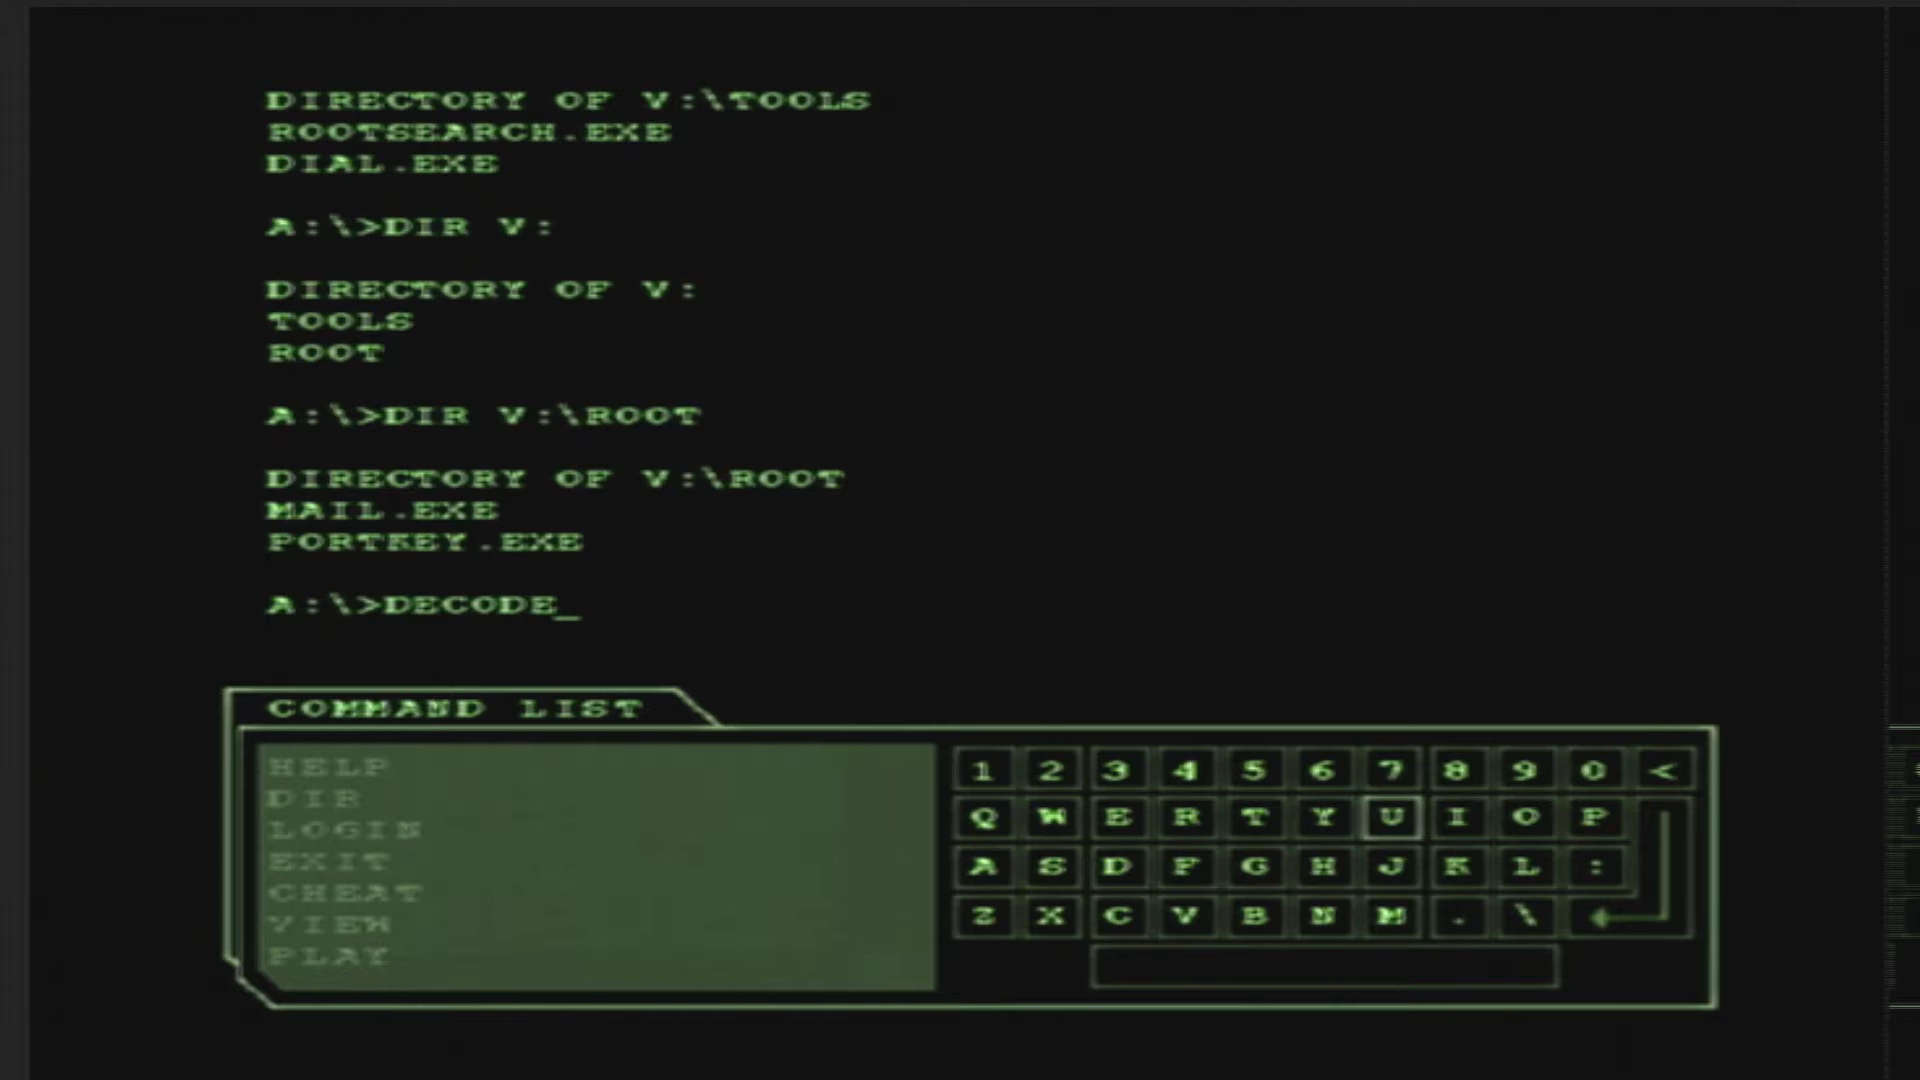 DIRECTORY OF V:\TOOLS
ROOTSEARCH.EXE
DIAL.EXE
A:\>DIR V:
DIRECTORY OF V:
TOOLS
ROOT
A:\>DIR V:\ROOT
DIRECTORY OF V:\ROOT
MAIL.EXE
PORTKEY.EXE
A:\>DECODE_
COMMAND LIST
HELP
DIR
LOGIN
EXIT
CHEAT
VIEW
PLAY
1 2 3 4 5 6 7 8 9 0 <
Q W E R T Y U I O P
A S D F G H J K L :
Z X C V B N M . \